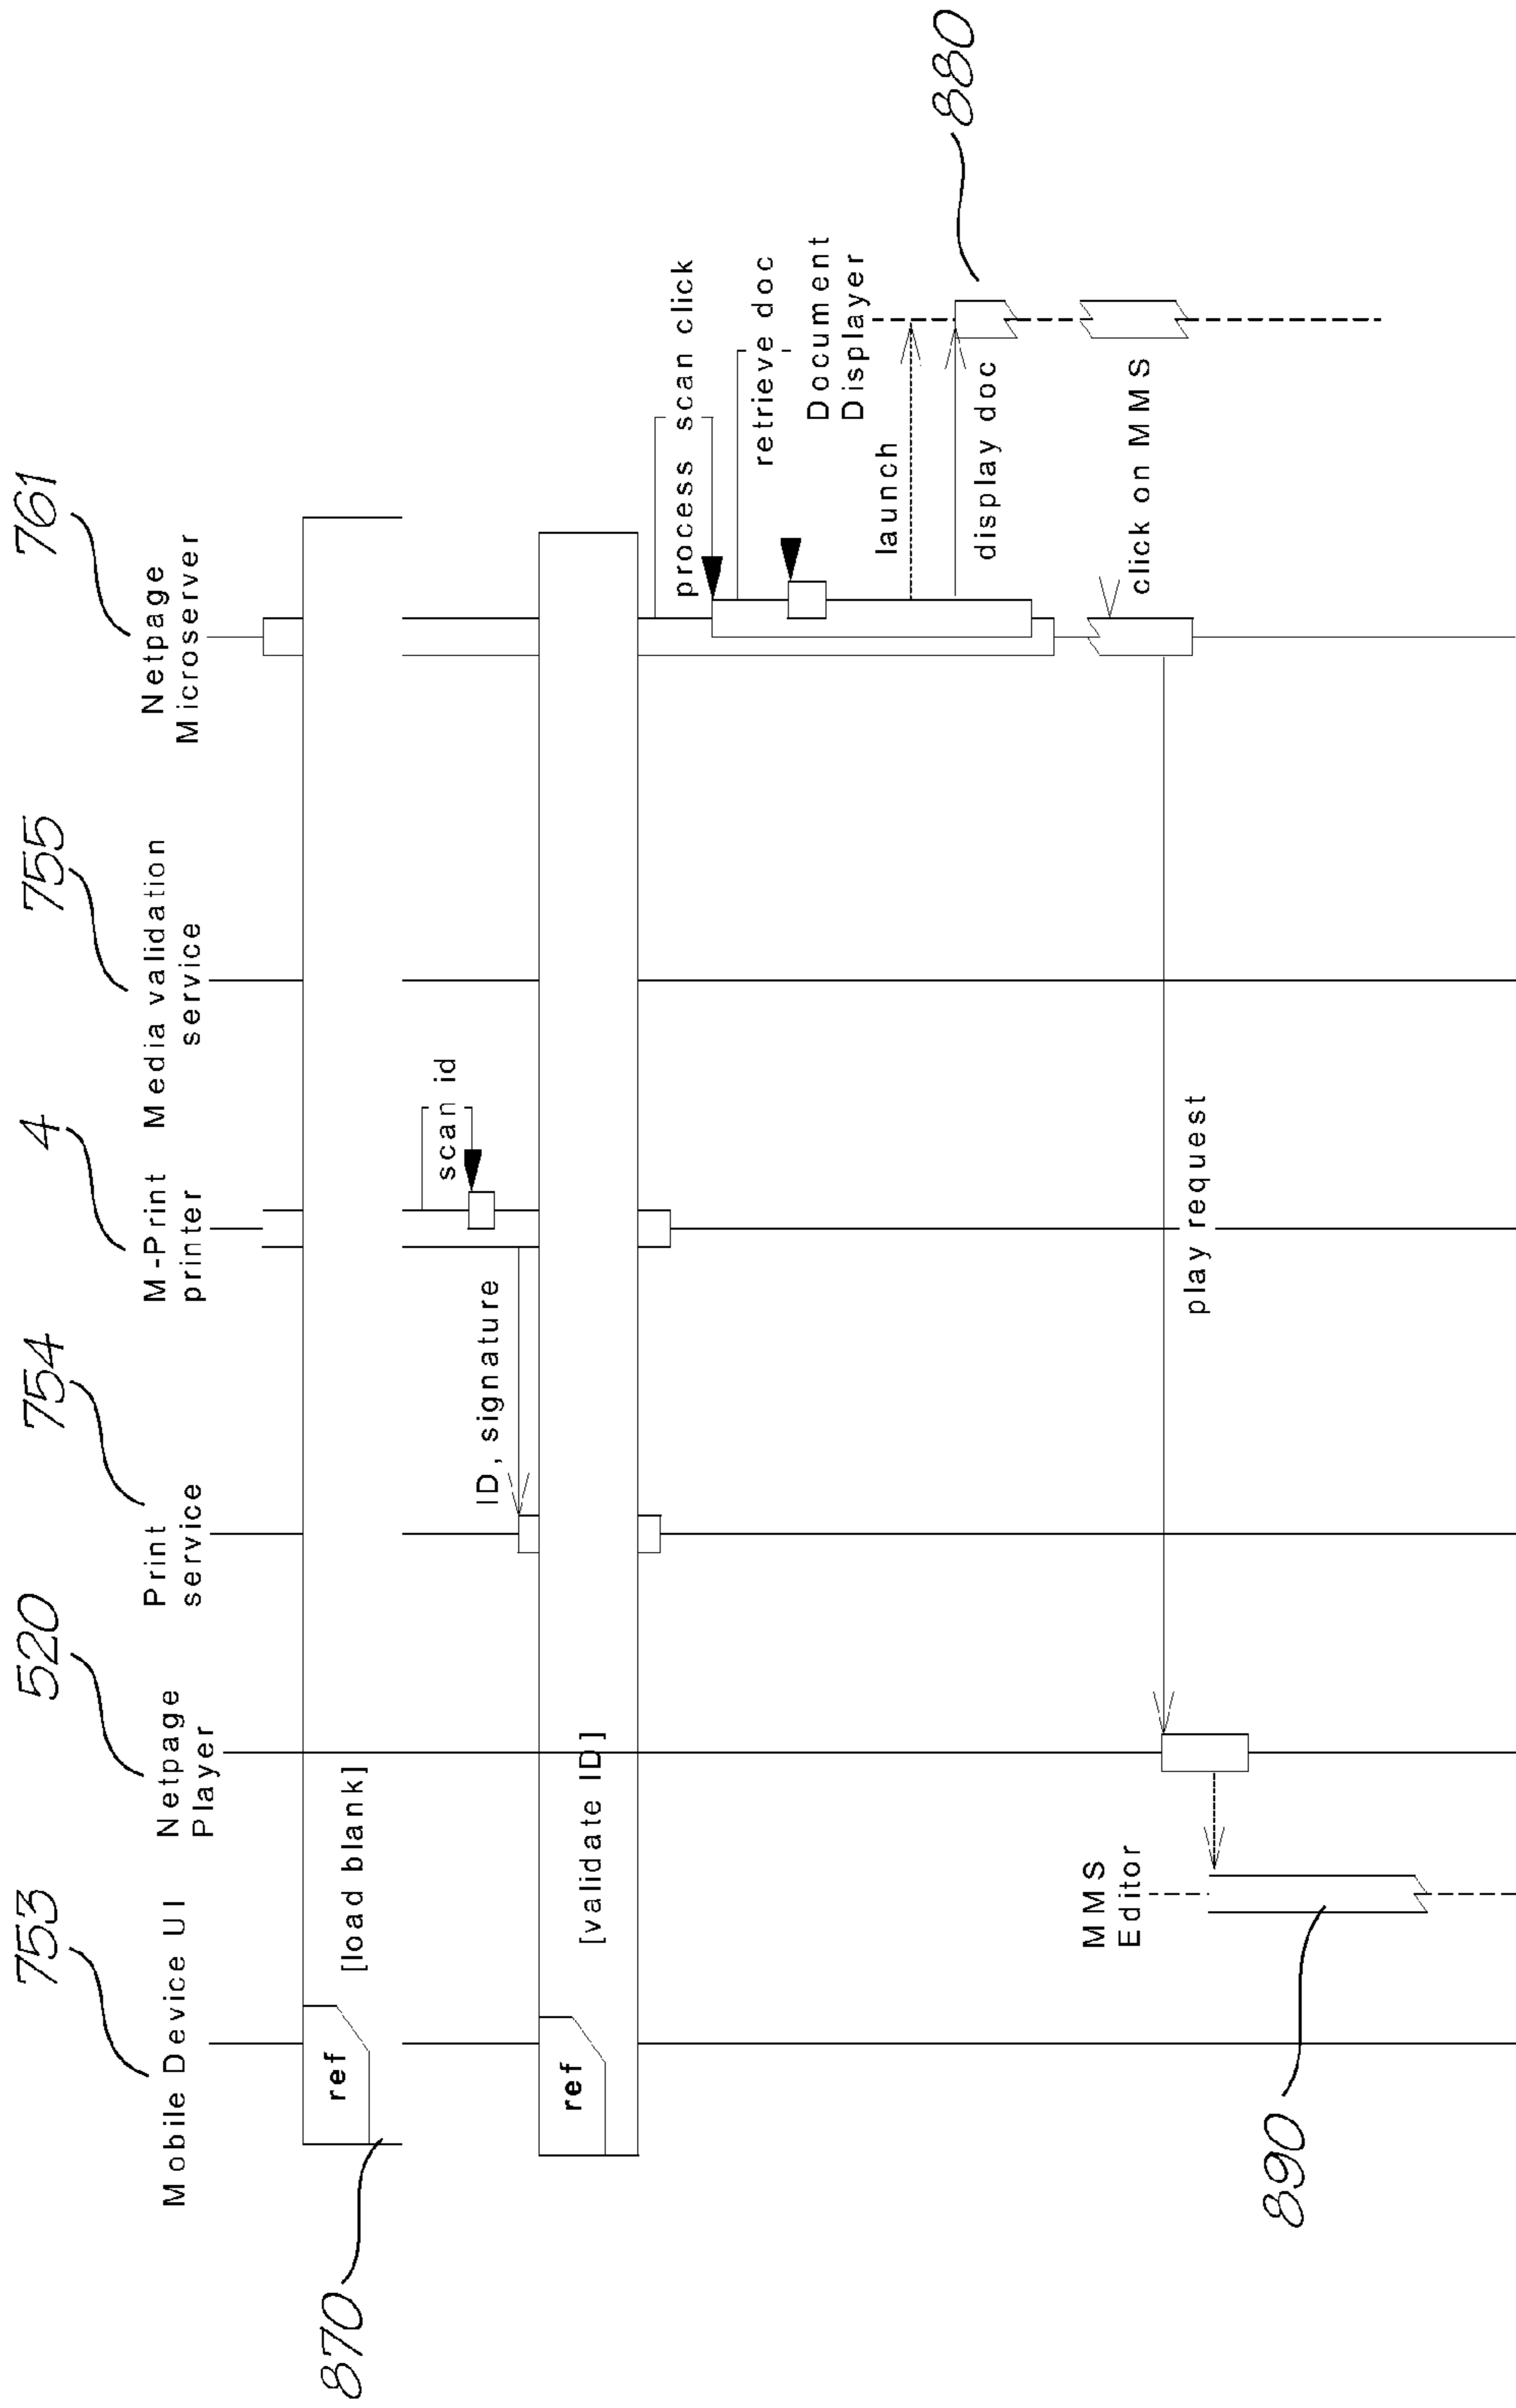 753
520
754
4
755
761
Mobile Device UI
Netpage
Player
Print
service
M-Print
printer
Media validation
service
Netpage
Microserver
870
ref
[load blank]
scan id
ID, signature
ref
[validate ID]
process scan click
retrieve doc
Document
Displayer
launch
880
display doc
click on MMS
play request
MMS
Editor
890